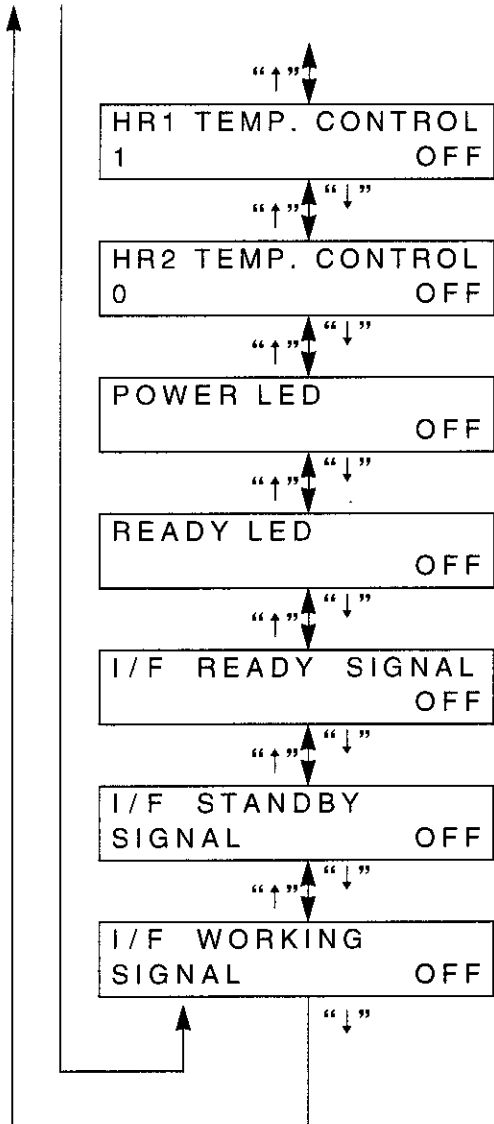 “↑”
HR1 TEMP. CONTROL
1 OFF
“↑” “↓”
HR2 TEMP. CONTROL
0 OFF
“↑” “↓”
POWER LED
OFF
“↑” “↓”
READY LED
OFF
“↑” “↓”
I/F READY SIGNAL
OFF
“↑” “↓”
I/F STANDBY
SIGNAL OFF
“↑” “↓”
I/F WORKING
SIGNAL OFF
“↓”